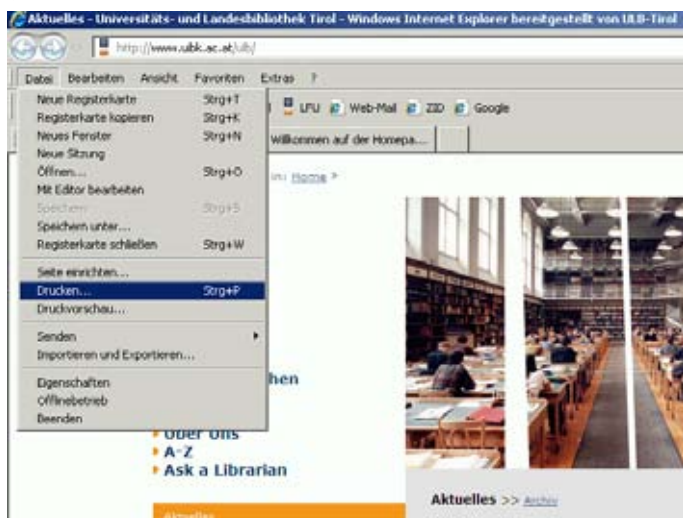 Aktuelles - Universitäts- und Landesbibliothek Tirol - Windows Internet Explorer bereitgestellt von ULB-Tirol
http://www.uibk.ac.at/ulb/
Datei Bearbeiten Ansicht Favoriten Extras ?
LFU Web-Mail ZID Google
Willkommen auf der Homepa...
Neue Registerkarte Strg+T
Registerkarte kopieren Strg+K
Neues Fenster Strg+N
Neue Sitzung
Öffnen... Strg+O
Mit Editor bearbeiten
Speichern Strg+S
Speichern unter...
Registerkarte schließen Strg+W
Seite einrichten...
Drucken... Strg+P
Druckvorschau...
Senden
Importieren und Exportieren...
Eigenschaften
Offlinebetrieb
Beenden
Home >
hen
Über Uns
A-Z
Ask a Librarian
Aktuelles
Aktuelles >> Archiv